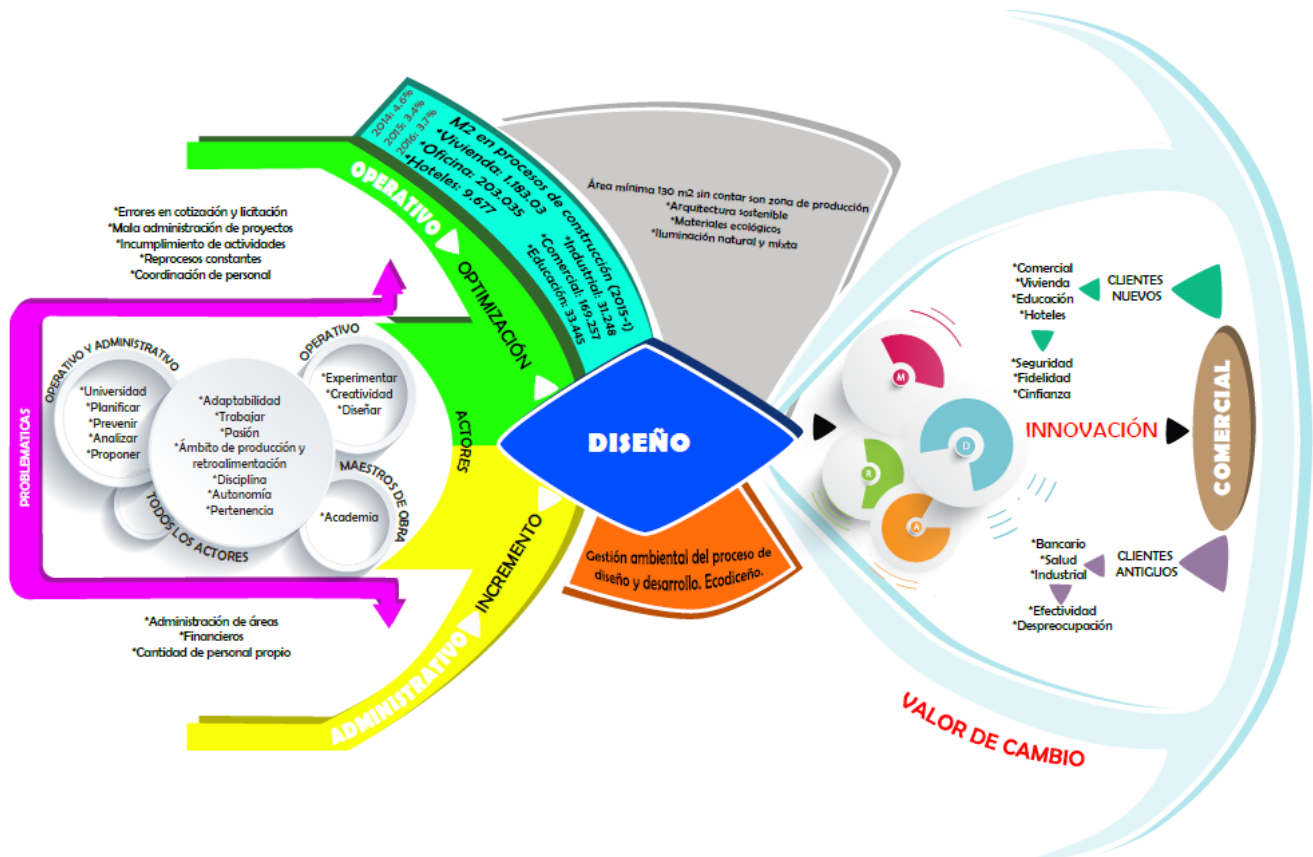 2014: 4.6%
2015: 3.4%
2016: 3.7%
M2 en procesos de construcción (2015-1)
*Vivienda: 1.183.03
*Oficina: 203.035
*Hoteles: 9.677
*Industrial: 31.248
*Comercial: 169.257
*Educación: 33.445
OPERATIVO
OPTIMIZACIÓN
*Errores en cotización y licitación
*Mala administración de proyectos
*Incumplimiento de actividades
*Reprocesos constantes
*Coordinación de personal
PROBLEMATICAS
OPERATIVO Y ADMINISTRATIVO
*Universidad
*Planificar
*Prevenir
*Analizar
*Proponer
*Adaptabilidad
*Trabajar
*Pasión
*Ámbito de producción y
retroalimentación
*Disciplina
*Autonomía
*Pertenencia
TODOS LOS ACTORES
OPERATIVO
*Experimentar
*Creatividad
*Diseñar
MAESTROS DE OBRA
*Academia
ACTORES
*Administración de áreas
*Financieros
*Cantidad de personal propio
ADMINISTRATIVO
INCREMENTO
Área mínima 130 m2 sin contar son zona de producción
*Arquitectura sostenible
*Materiales ecológicos
*Iluminación natural y mixta
DISEÑO
Gestión ambiental del proceso de
diseño y desarrollo. Ecodiceño.
M
D
R
A
INNOVACIÓN
COMERCIAL
CLIENTES
NUEVOS
*Comercial
*Vivienda
*Educación
*Hoteles
*Seguridad
*Fidelidad
*Cinfianza
CLIENTES
ANTIGUOS
*Bancario
*Salud
*Industrial
*Efectividad
*Despreocupación
VALOR DE CAMBIO